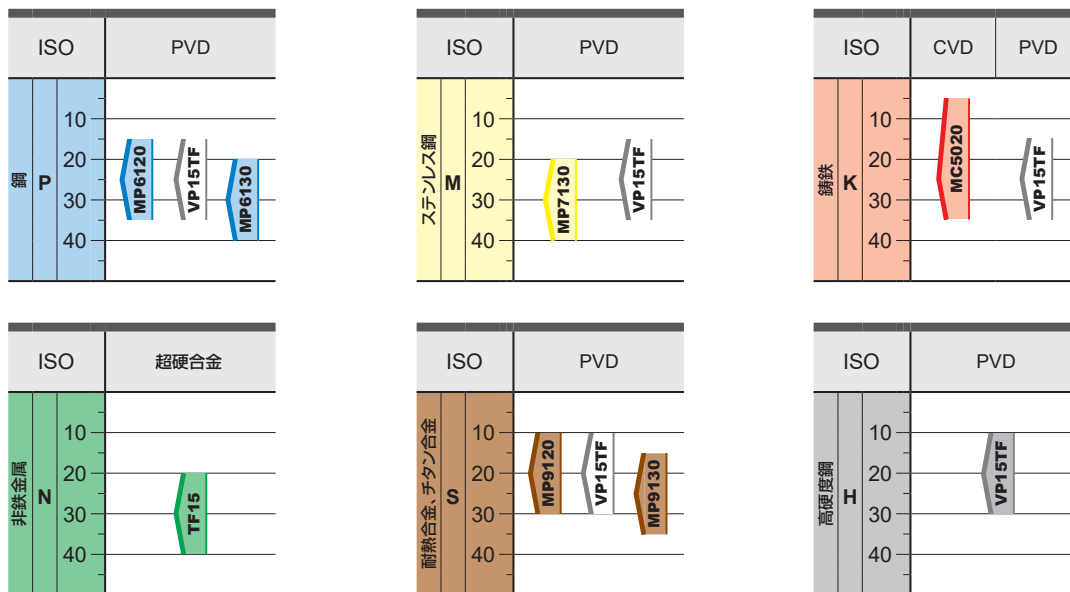 ISO PVD
鋼 P
10
20
30
40
MP6120 VP15TF MP6130
ISO PVD
ステンレス鋼 M
10
20
30
40
MP7130 VP15TF
ISO CVD PVD
鋳鉄 K
10
20
30
40
MC5020 VP15TF
ISO 超硬合金
非鉄金属 N
10
20
30
40
TF15
ISO PVD
耐熱合金、チタン合金 S
10
20
30
40
MP9120 VP15TF MP9130
ISO PVD
高硬度鋼 H
10
20
30
40
VP15TF